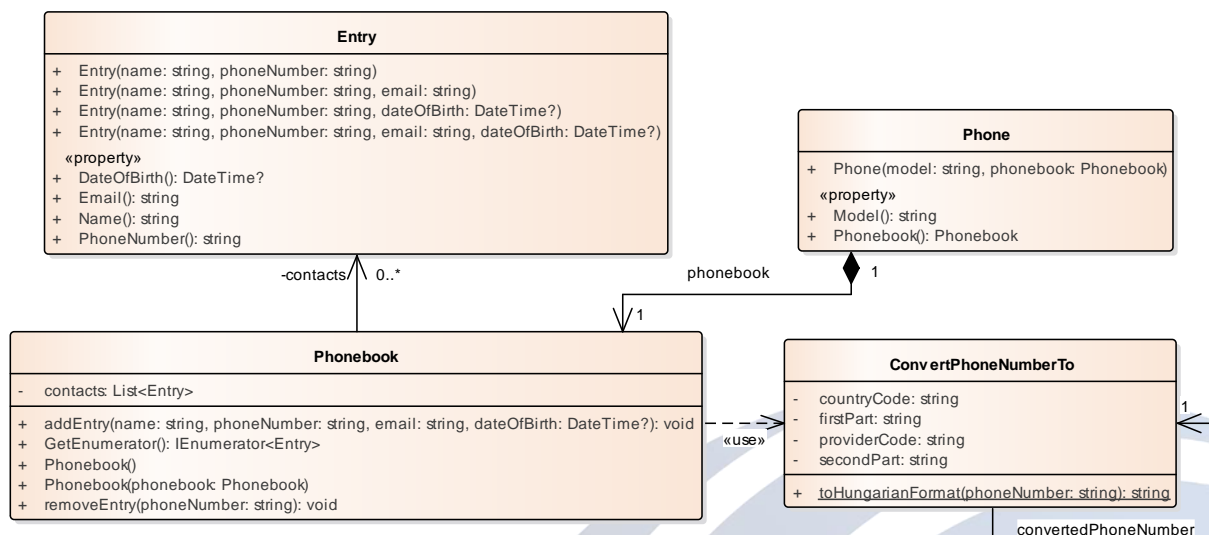 Entry
+ Entry(name: string, phoneNumber: string)
+ Entry(name: string, phoneNumber: string, email: string)
+ Entry(name: string, phoneNumber: string, dateOfBirth: DateTime?)
+ Entry(name: string, phoneNumber: string, email: string, dateOfBirth: DateTime?)
«property»
+ DateOfBirth(): DateTime?
+ Email(): string
+ Name(): string
+ PhoneNumber(): string
Phone
+ Phone(model: string, phonebook: Phonebook)
«property»
+ Model(): string
+ Phonebook(): Phonebook
-contacts 0..*
phonebook 1
1
Phonebook
- contacts: List<Entry>
+ addEntry(name: string, phoneNumber: string, email: string, dateOfBirth: DateTime?): void
+ GetEnumerator(): IEnumerator<Entry>
+ Phonebook()
+ Phonebook(phonebook: Phonebook)
+ removeEntry(phoneNumber: string): void
«use»
ConvertPhoneNumberTo
- countryCode: string
- firstPart: string
- providerCode: string
- secondPart: string
+ toHungarianFormat(phoneNumber: string): string
1
convertedPhoneNumber